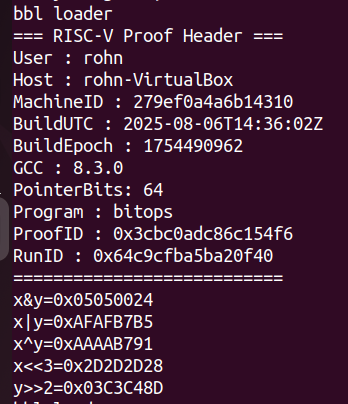 bbl loader
=== RISC-V Proof Header ===
User : rohn
Host : rohn-VirtualBox
MachineID : 279ef0a4a6b14310
BuildUTC : 2025-08-06T14:36:02Z
BuildEpoch : 1754490962
GCC : 8.3.0
PointerBits: 64
Program : bitops
ProofID : 0x3cbc0adc86c154f6
RunID : 0x64c9cfba5ba20f40
===========================
x&y=0x05050024
x|y=0xAFAFB7B5
x^y=0xAAAAB791
x<<3=0x2D2D2D28
y>>2=0x03C3C48D